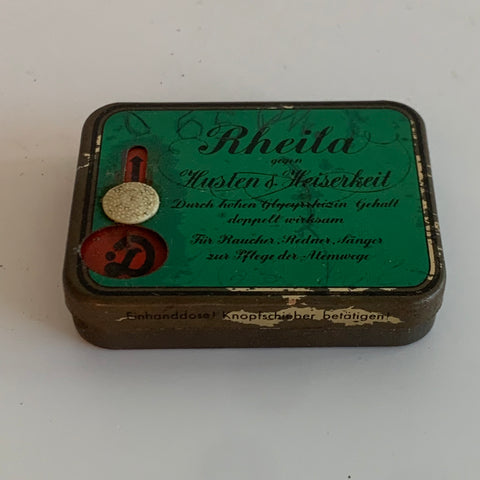 Rheila
gegen
Husten & Heiserkeit
Durch hohen Glycyrrhizin Gehalt
doppelt wirksam
Für Raucher, Redner, Sänger
zur Pflege der Atemwege
Einhanddose! Knopfschieber betätigen!